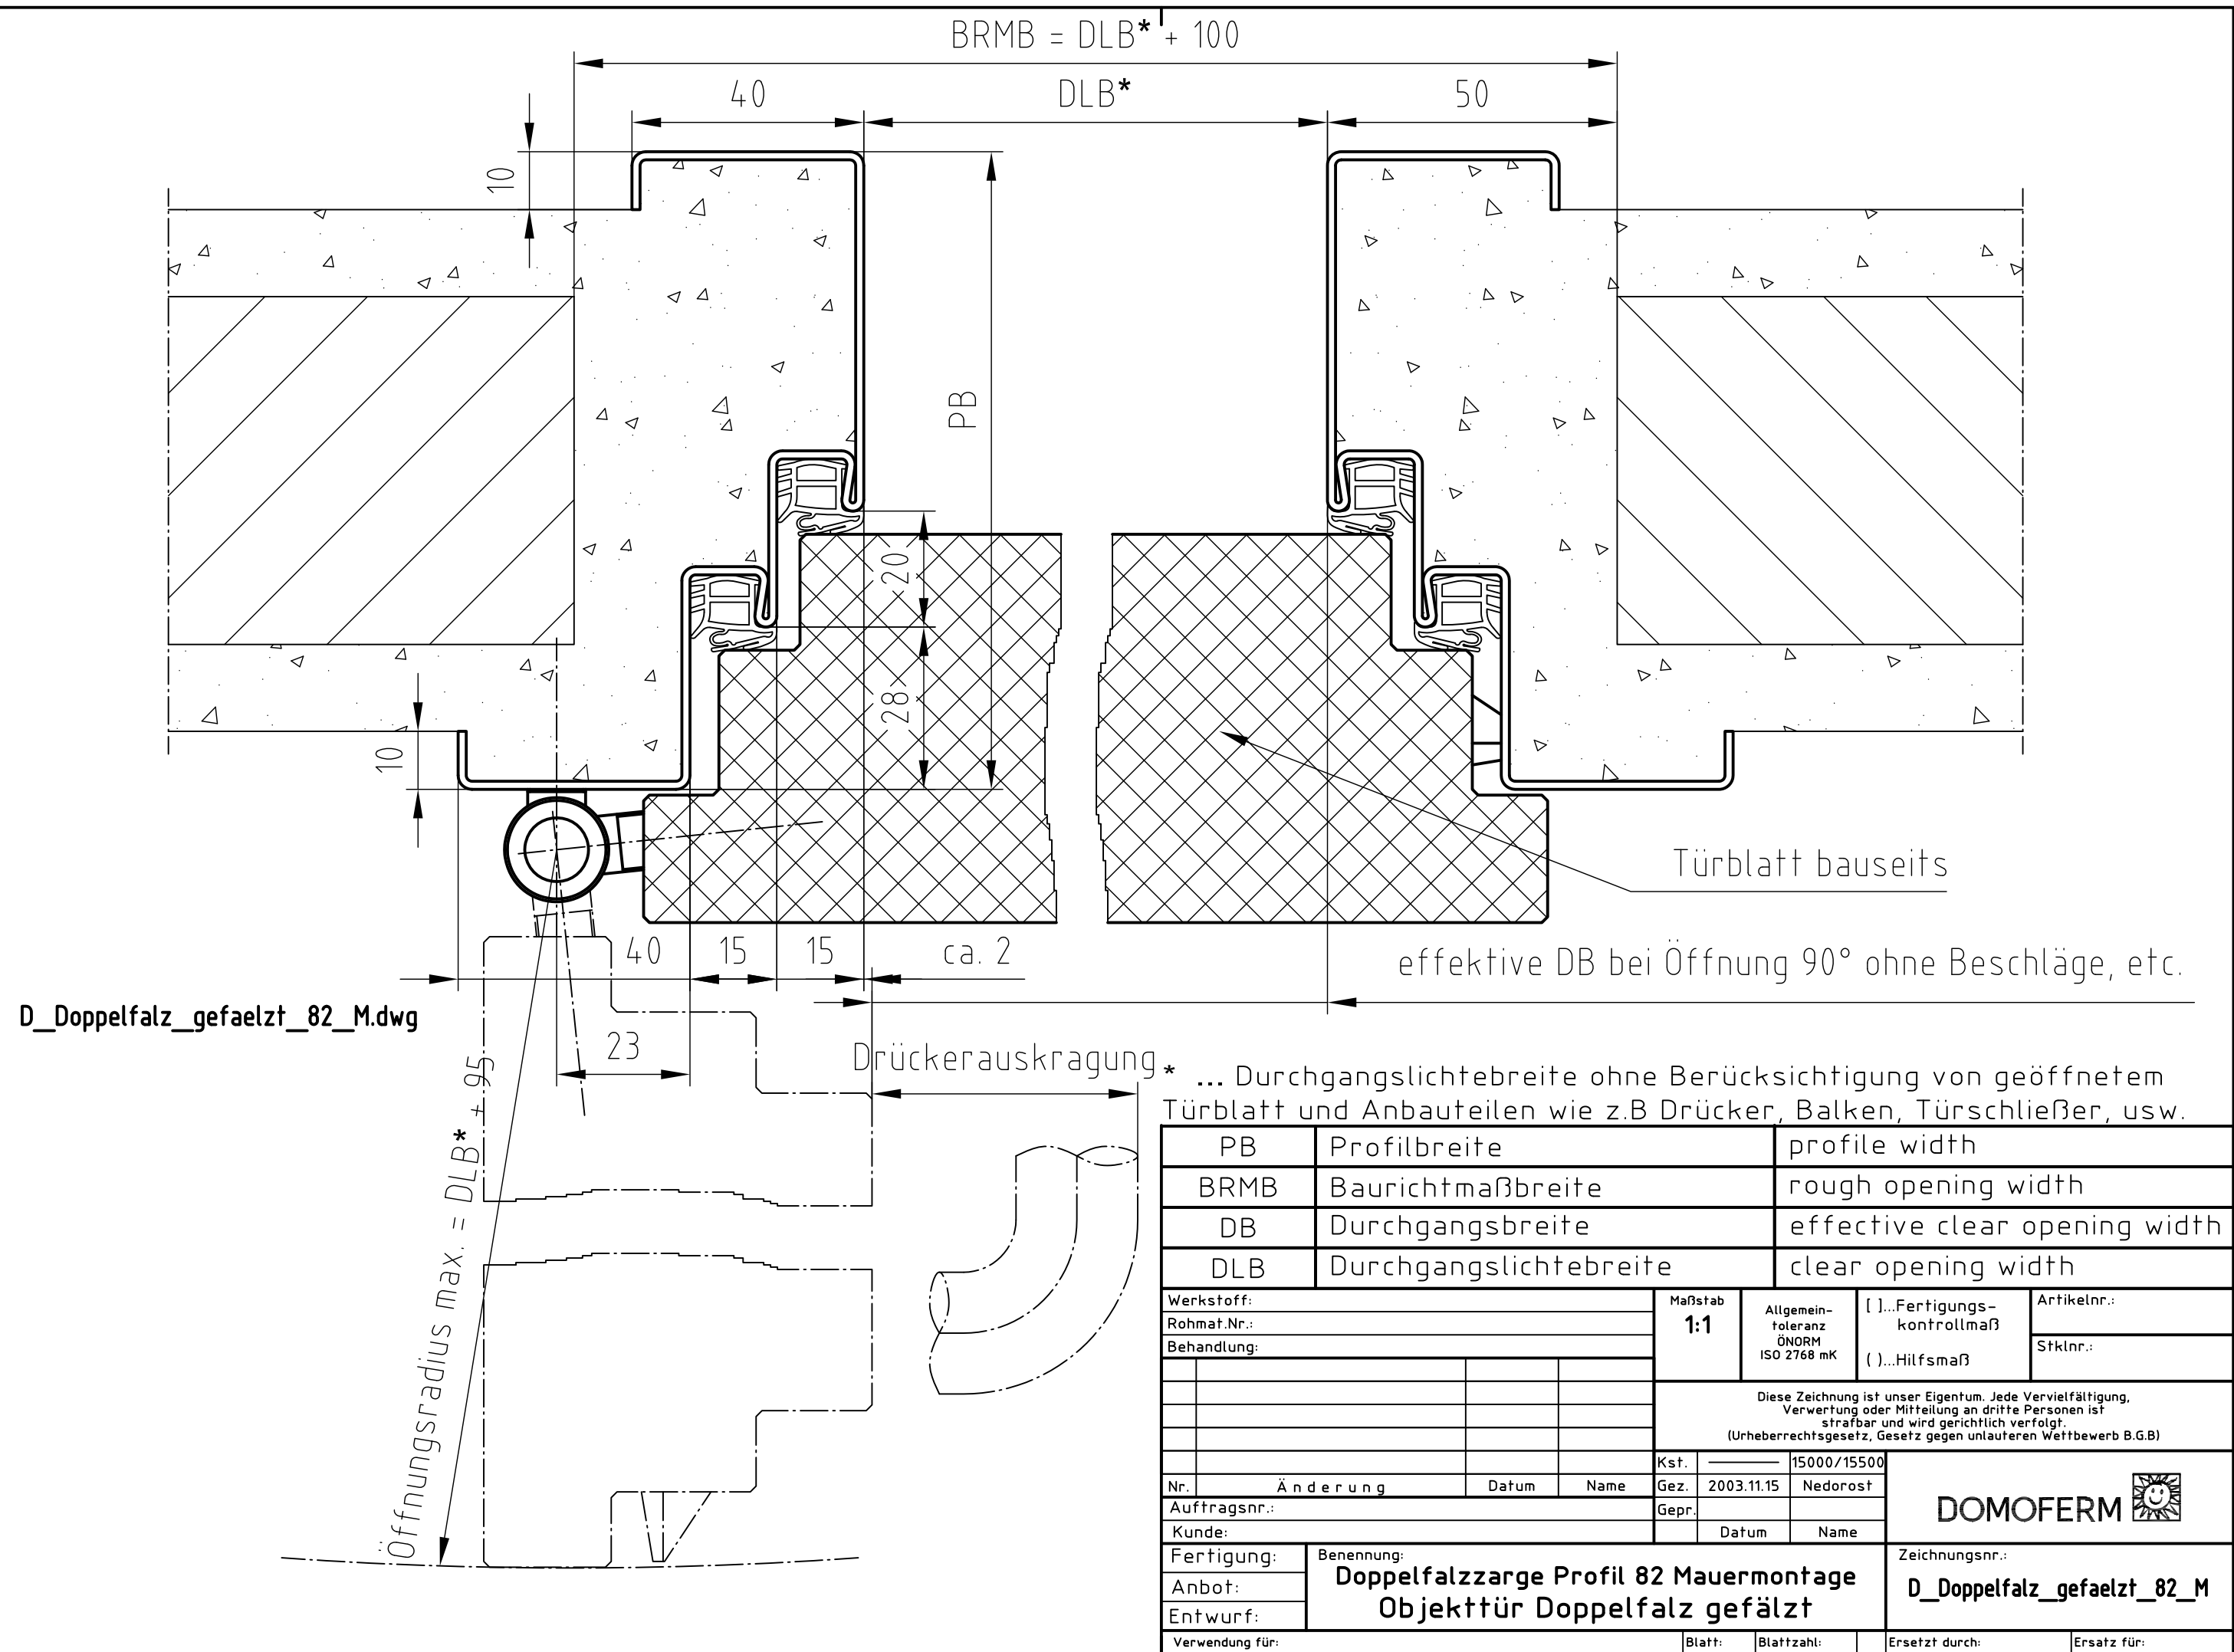 BRMB = DLB* + 100
40
DLB*
50
10
PB
20
28
10
Türblatt bauseits
40
15
15
ca. 2
effektive DB bei Öffnung 90° ohne Beschläge, etc.
D__Doppelfalz__gefaelzt__82__M.dwg
23
Drückerauskragung
Öffnungsradius max. = DLB* + 95
* ... Durchgangslichtebreite ohne Berücksichtigung von geöffnetem
Türblatt und Anbauteilen wie z.B Drücker, Balken, Türschließer, usw.
PB Profilbreite profile width
BRMB Baurichtmaßbreite rough opening width
DB Durchgangsbreite effective clear opening width
DLB Durchgangslichtebreite clear opening width
Werkstoff:
Rohmat.Nr.:
Behandlung:
Maßstab
1:1
Allgemein-
toleranz
ÖNORM
ISO 2768 mK
[ ]...Fertigungs-
kontrollmaß
( )...Hilfsmaß
Artikelnr.:
Stklnr.:
Diese Zeichnung ist unser Eigentum. Jede Vervielfältigung,
Verwertung oder Mitteilung an dritte Personen ist
strafbar und wird gerichtlich verfolgt.
(Urheberrechtsgesetz, Gesetz gegen unlauteren Wettbewerb B.G.B)
Kst. 15000/15500
Nr. Änderung Datum Name
Gez. 2003.11.15 Nedorost
Auftragsnr.:
Gepr.
Kunde:
Datum Name
DOMOFERM
Fertigung:
Anbot:
Entwurf:
Benennung:
Doppelfalzzarge Profil 82 Mauermontage
Objekttür Doppelfalz gefälzt
Zeichnungsnr.:
D__Doppelfalz__gefaelzt__82__M
Verwendung für:
Blatt:
Blattzahl:
Ersetzt durch:
Ersatz für: